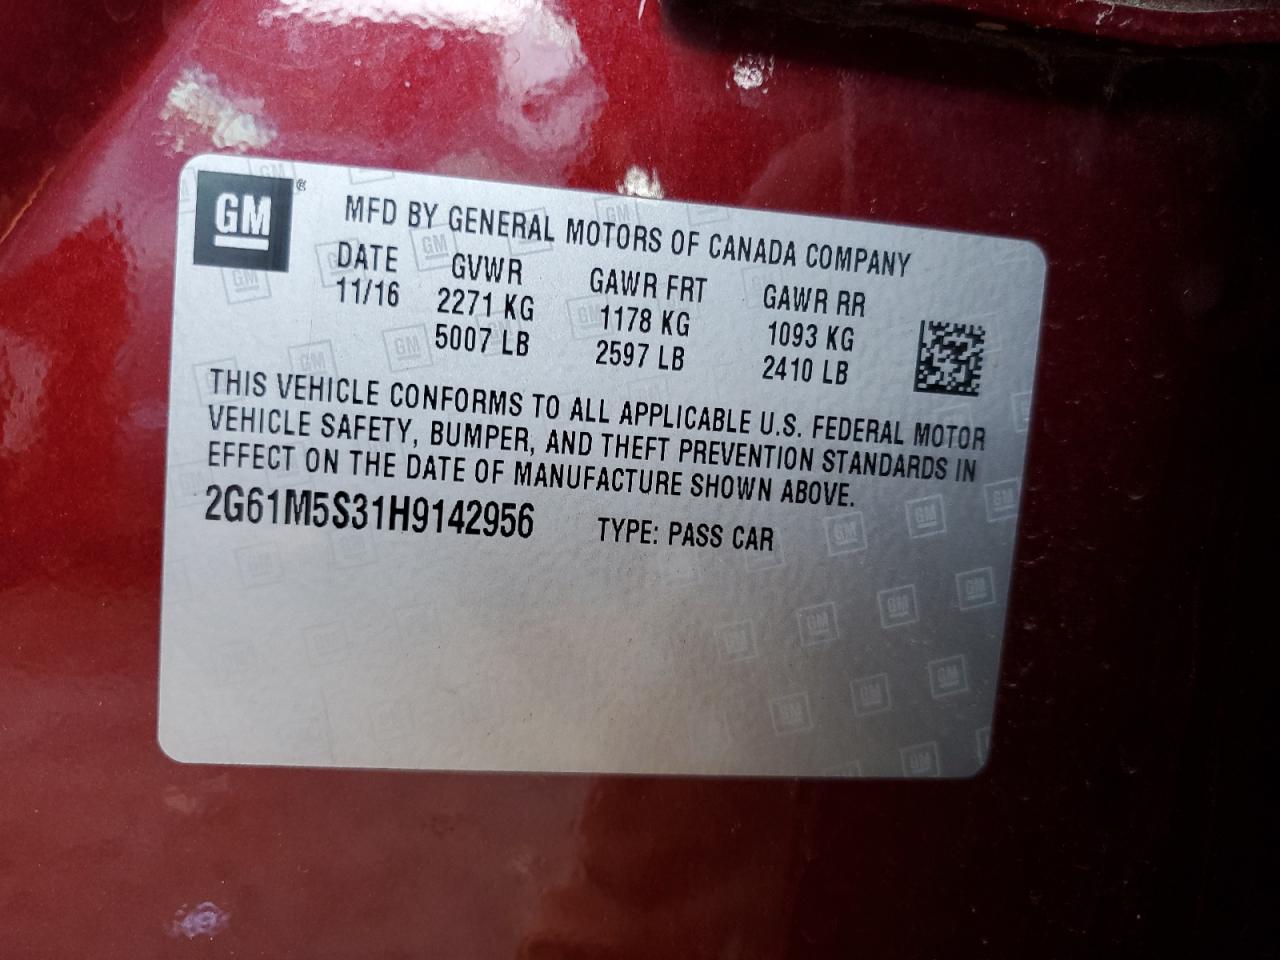 GM®
MFD BY GENERAL MOTORS OF CANADA COMPANY
DATE GVWR GAWR FRT GAWR RR
11/16 2271 KG 1178 KG 1093 KG
5007 LB 2597 LB 2410 LB
THIS VEHICLE CONFORMS TO ALL APPLICABLE U.S. FEDERAL MOTOR
VEHICLE SAFETY, BUMPER, AND THEFT PREVENTION STANDARDS IN
EFFECT ON THE DATE OF MANUFACTURE SHOWN ABOVE.
2G61M5S31H9142956 TYPE: PASS CAR